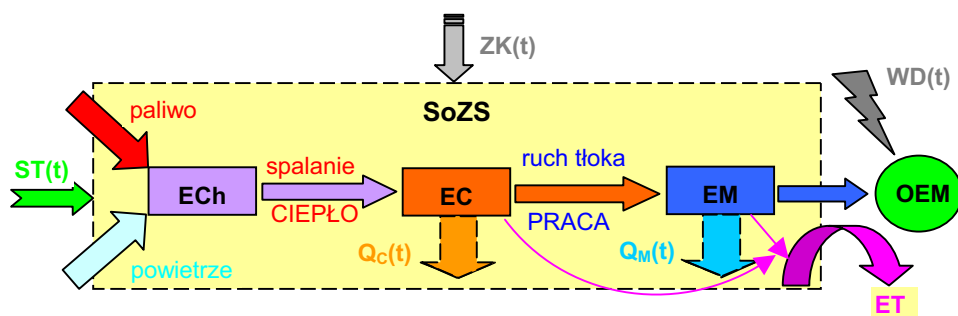 ZK(t)
WD(t)
paliwo
SoZS
ST(t)
spalanie
ruch tłoka
ECh
EC
EM
OEM
CIEPŁO
PRACA
powietrze
Qc(t)
QM(t)
ET